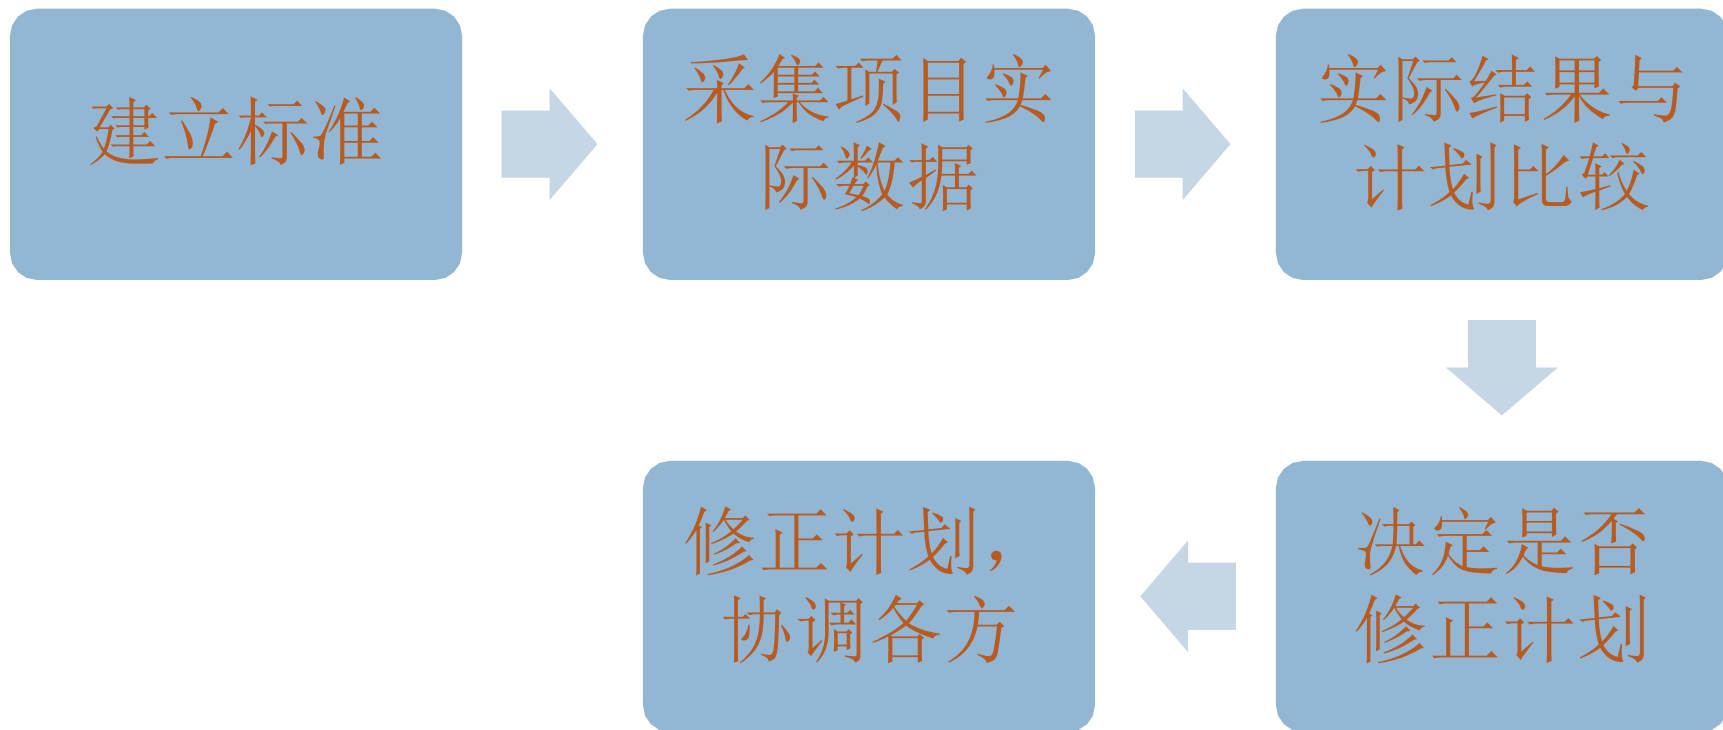 建立标准
采集项目实
际数据
实际结果与
计划比较
决定是否
修正计划
修正计划，
协调各方